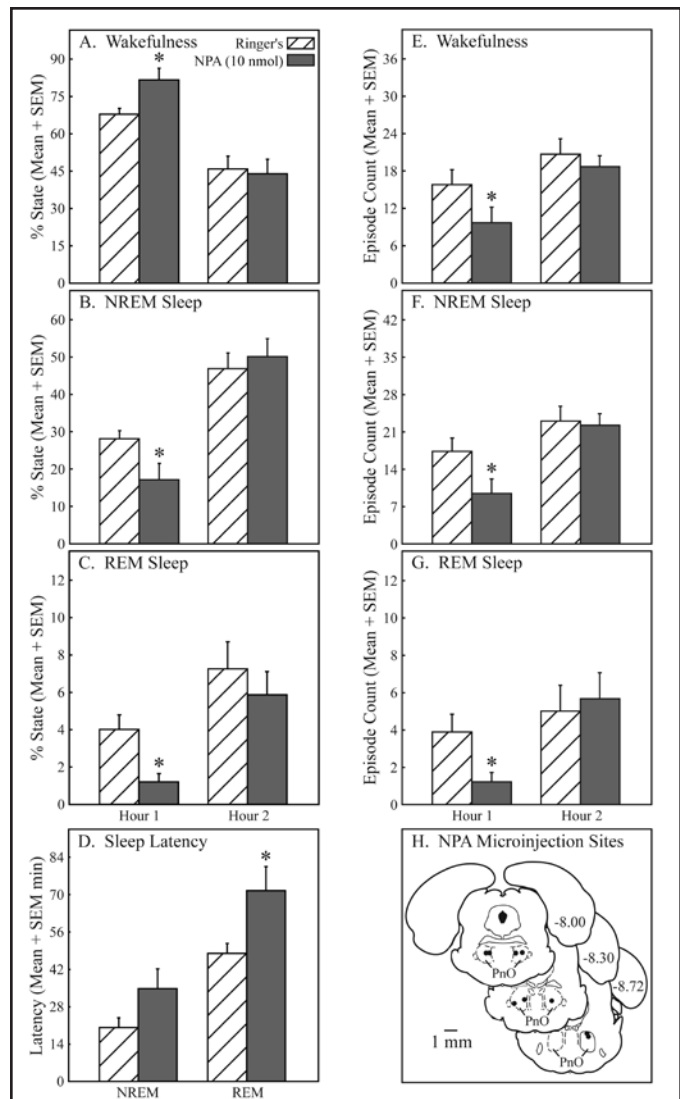 A. Wakefulness
Ringer's
NPA (10 nmol)
*
% State (Mean + SEM)
90
75
60
45
30
15
0
B. NREM Sleep
*
% State (Mean + SEM)
60
50
40
30
20
10
0
C. REM Sleep
*
% State (Mean + SEM)
12
10
8
6
4
2
0
Hour 1 Hour 2
D. Sleep Latency
*
Latency (Mean + SEM min)
84
70
56
42
28
14
0
NREM REM
E. Wakefulness
*
Episode Count (Mean + SEM)
36
30
24
18
12
6
0
F. NREM Sleep
*
Episode Count (Mean + SEM)
42
35
28
21
14
7
0
G. REM Sleep
*
Episode Count (Mean + SEM)
12
10
8
6
4
2
0
Hour 1 Hour 2
H. NPA Microinjection Sites
-8.00
PnO
-8.30
PnO
-8.72
PnO
1 mm